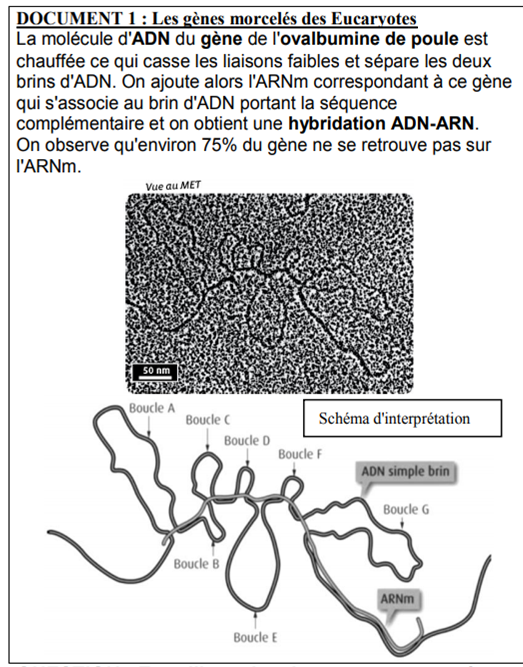 DOCUMENT 1 : Les gènes morcelés des Eucaryotes
La molécule d'ADN du gène de l'ovalbumine de poule est
chauffée ce qui casse les liaisons faibles et sépare les deux
brins d'ADN. On ajoute alors l'ARNm correspondant à ce gène
qui s'associe au brin d'ADN portant la séquence
complémentaire et on obtient une hybridation ADN-ARN.
On observe qu'environ 75% du gène ne se retrouve pas sur
l'ARNm.
Vue au MET
50 nm
Schéma d'interprétation
Boucle A
Boucle C
Boucle D
Boucle F
ADN simple brin
Boucle G
Boucle B
ARNm
Boucle E